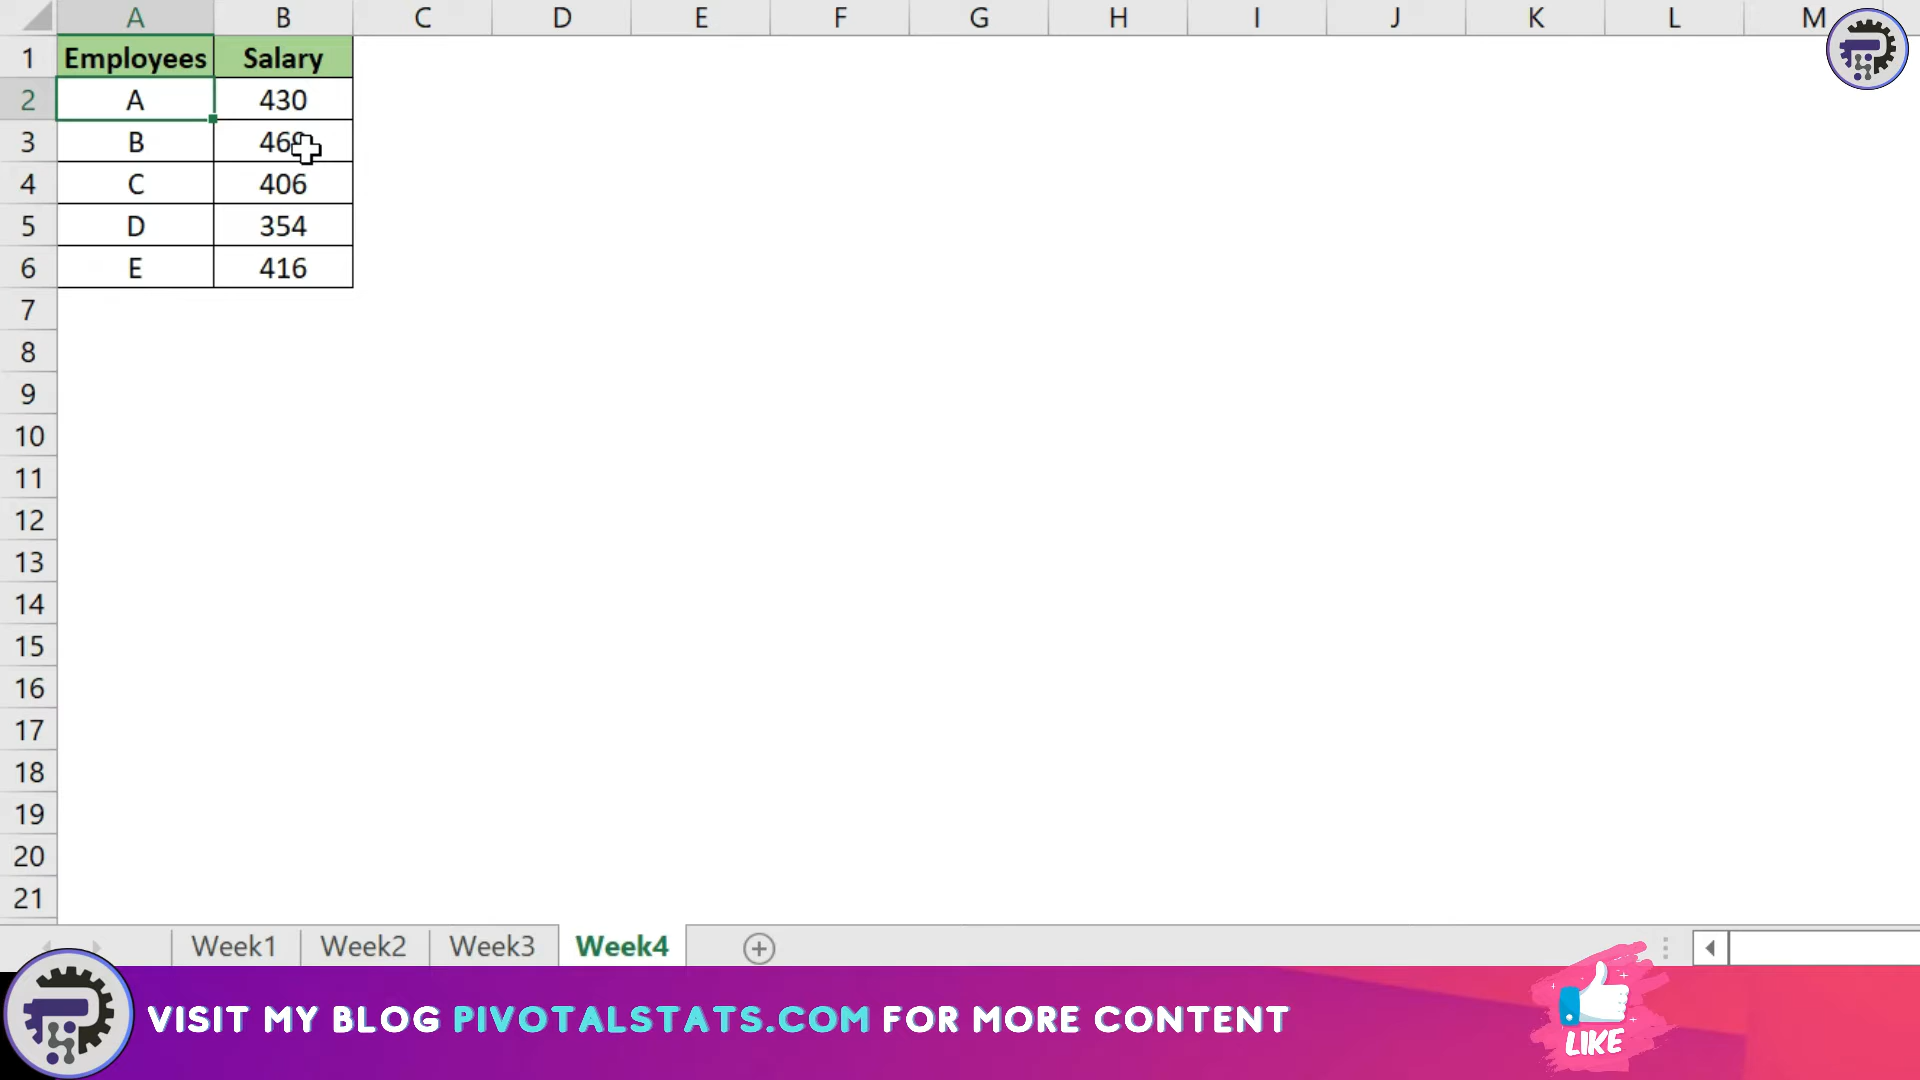 A B C D E F G H I J K L M
1 Employees Salary
2 A 430
3 B
4 C 406
5 D 354
6 E 416
7
8
9
10
11
12
13
14
15
16
17
18
19
20
21
Week1 Week2 Week3 Week4
VISIT MY BLOG PIVOTALSTATS.COM FOR MORE CONTENT
LIKE